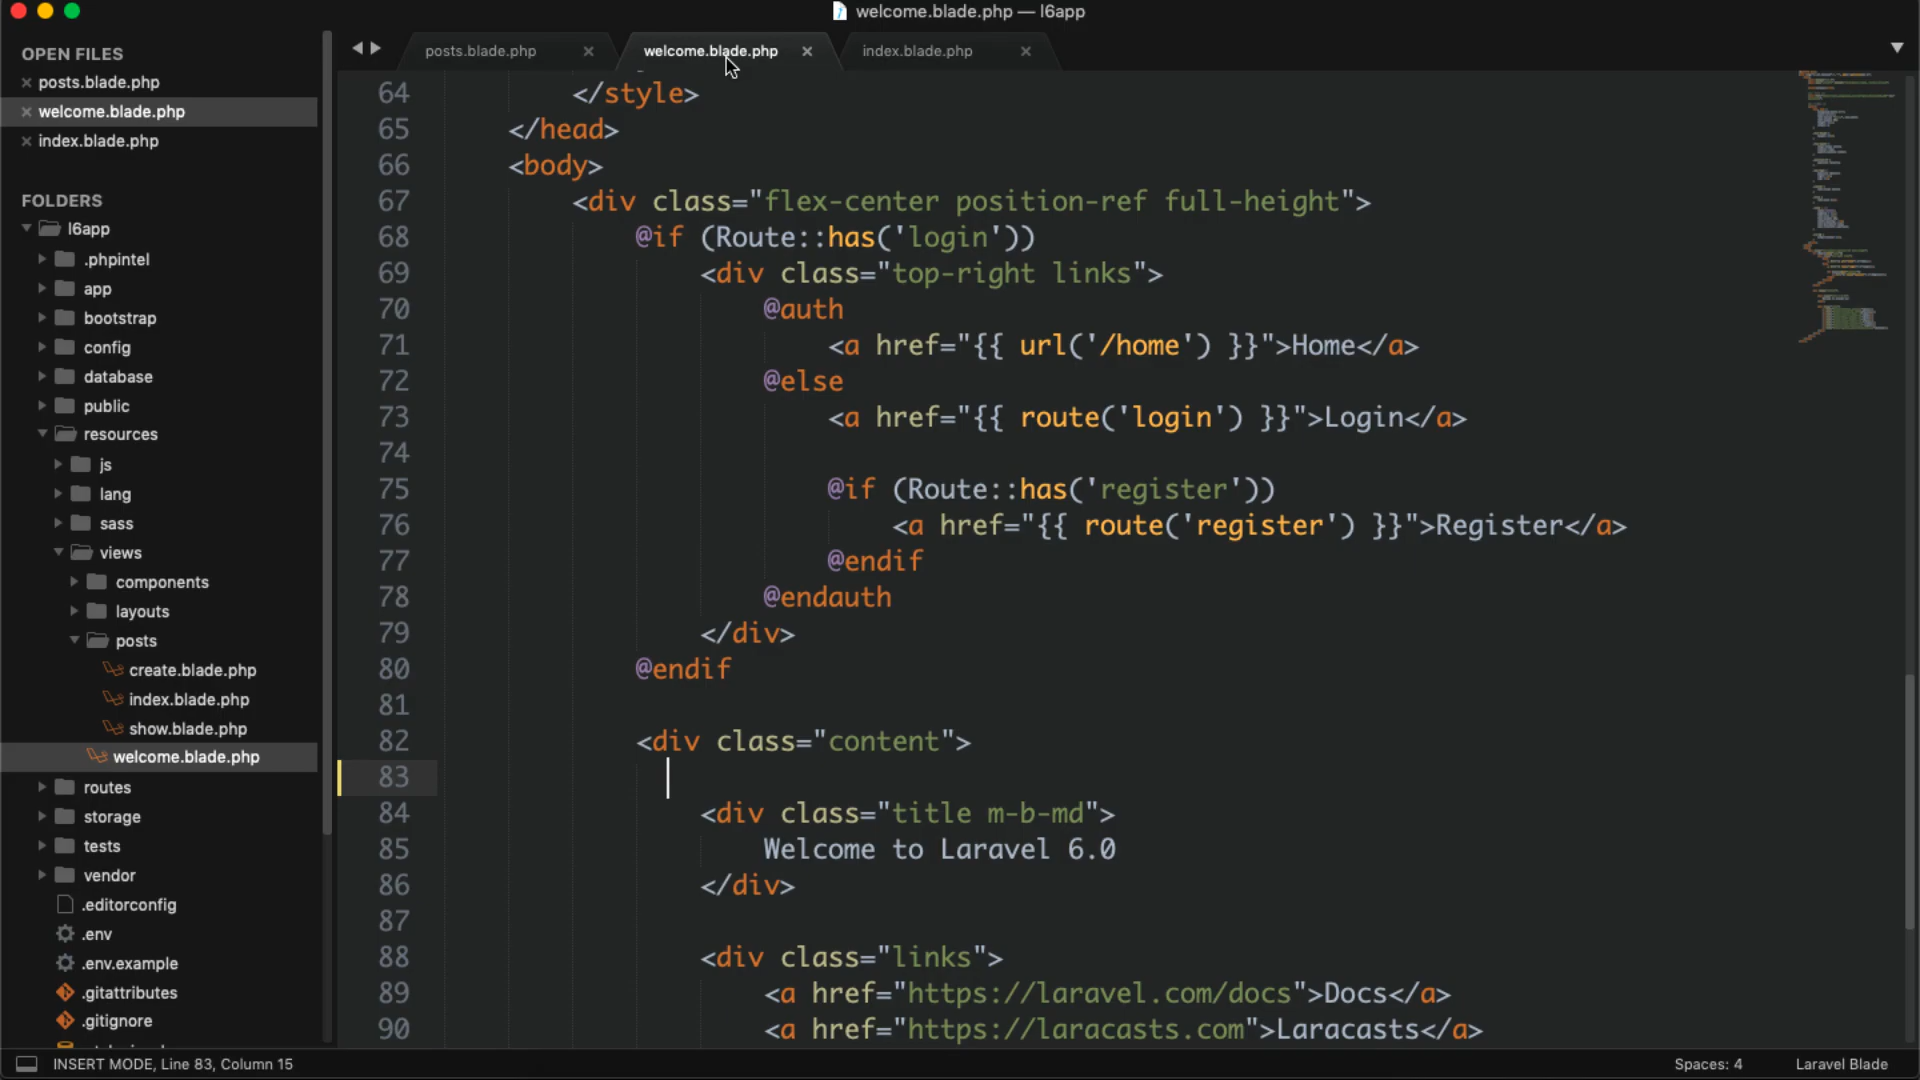 welcome.blade.php — l6app
OPEN FILES
posts.blade.php
welcome.blade.php
index.blade.php
FOLDERS
l6app
.phpintel
app
bootstrap
config
database
public
resources
js
lang
sass
views
components
layouts
posts
create.blade.php
index.blade.php
show.blade.php
welcome.blade.php
routes
storage
tests
vendor
.editorconfig
.env
.env.example
.gitattributes
.gitignore
posts.blade.php
welcome.blade.php
index.blade.php
64 </style>
65 </head>
66 <body>
67 <div class="flex-center position-ref full-height">
68 @if (Route::has('login'))
69 <div class="top-right links">
70 @auth
71 <a href="{{ url('/home') }}">Home</a>
72 @else
73 <a href="{{ route('login') }}">Login</a>
74
75 @if (Route::has('register'))
76 <a href="{{ route('register') }}">Register</a>
77 @endif
78 @endauth
79 </div>
80 @endif
81
82 <div class="content">
83
84 <div class="title m-b-md">
85 Welcome to Laravel 6.0
86 </div>
87
88 <div class="links">
89 <a href="https://laravel.com/docs">Docs</a>
90 <a href="https://laracasts.com">Laracasts</a>
INSERT MODE, Line 83, Column 15
Spaces: 4
Laravel Blade